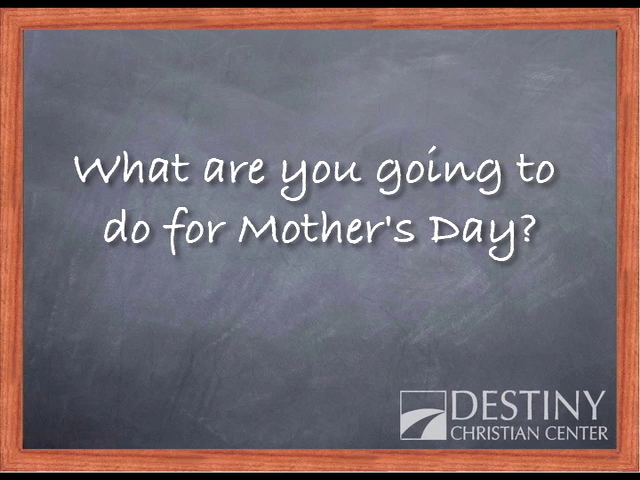 What are you going to
do for Mother's Day?
DESTINY
CHRISTIAN CENTER